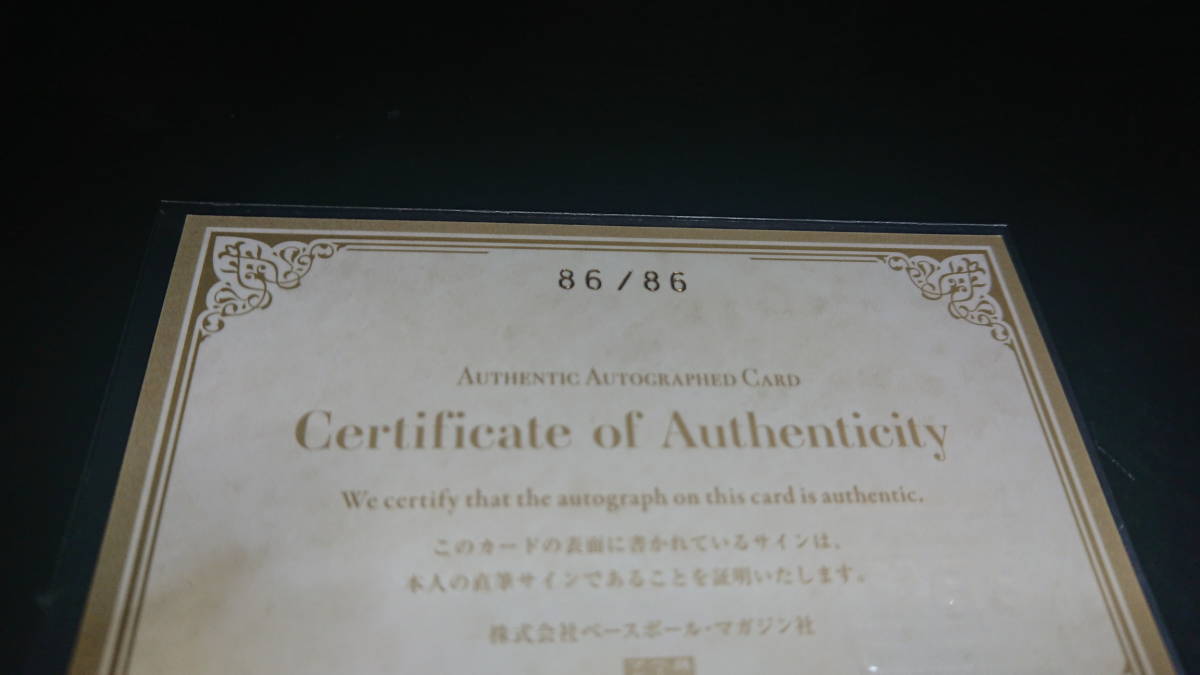 86/86
AUTHENTIC AUTOGRAPHED CARD
Certificate of Authenticity
We certify that the autograph on this card is authentic.
このカードの表面に書かれているサインは、
本人の直筆サインであることを証明いたします。
株式会社ベースボール・マガジン社